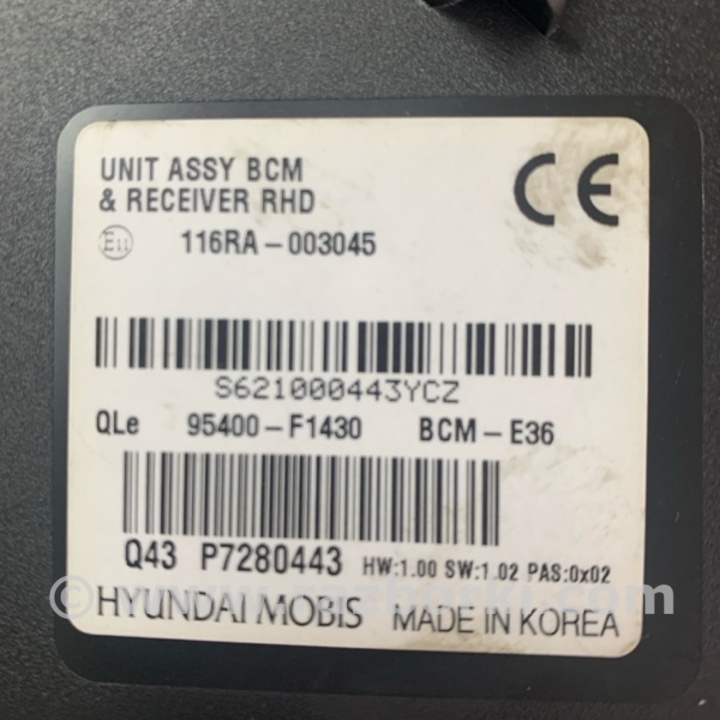 UNIT ASSY BCM
& RECEIVER RHD
CE
E11 116RA-003045
S621000443YCZ
QLe 95400-F1430 BCM-E36
Q43 P7280443 HW:1.00 SW:1.02 PAS:0x02
HYUNDAI MOBIS MADE IN KOREA